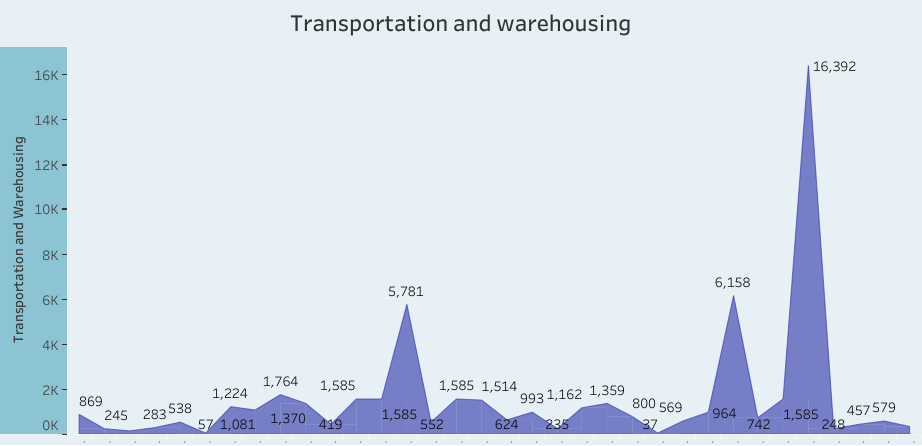 Transportation and warehousing
Transportation and Warehousing
16K
14K
12K
10K
8K
6K
4K
2K
0K
869
245
283
538
57
1,224
1,081
1,764
1,370
419
1,585
5,781
1,585
552
1,585
1,514
624
993
235
1,162
1,359
800
37
569
964
6,158
742
1,585
16,392
248
457
579